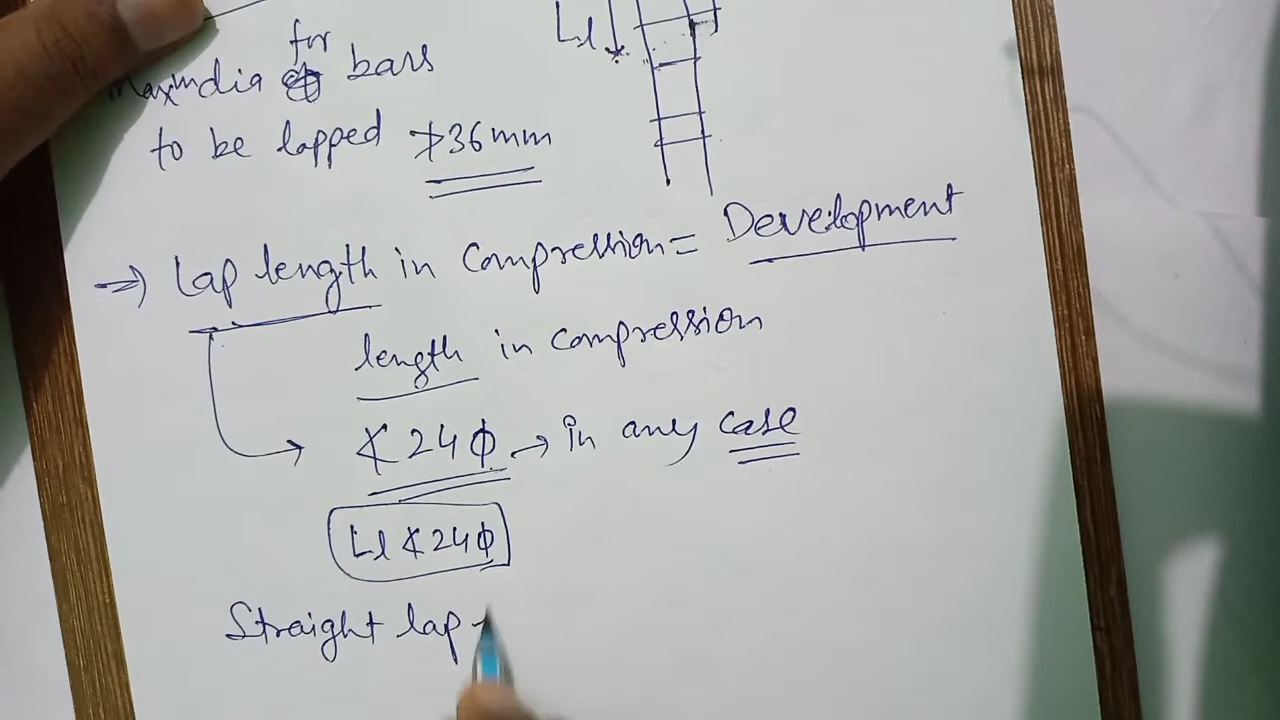 Ll
for
Maxm dia bars
to be lapped ≯36mm
=> Lap length in Compression= Development
length in compression
≮24ϕ → in any case
Ll ≮24ϕ
Straight lap